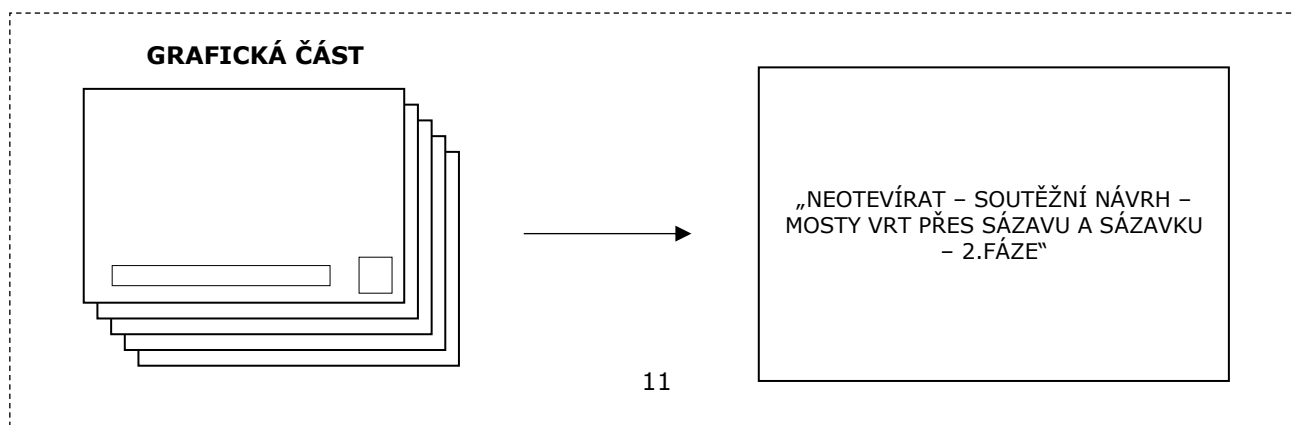 GRAFICKÁ ČÁST
„NEOTEVÍRAT – SOUTĚŽNÍ NÁVRH –
MOSTY VRT PŘES SÁZAVU A SÁZAVKU
– 2.FÁZE“
11